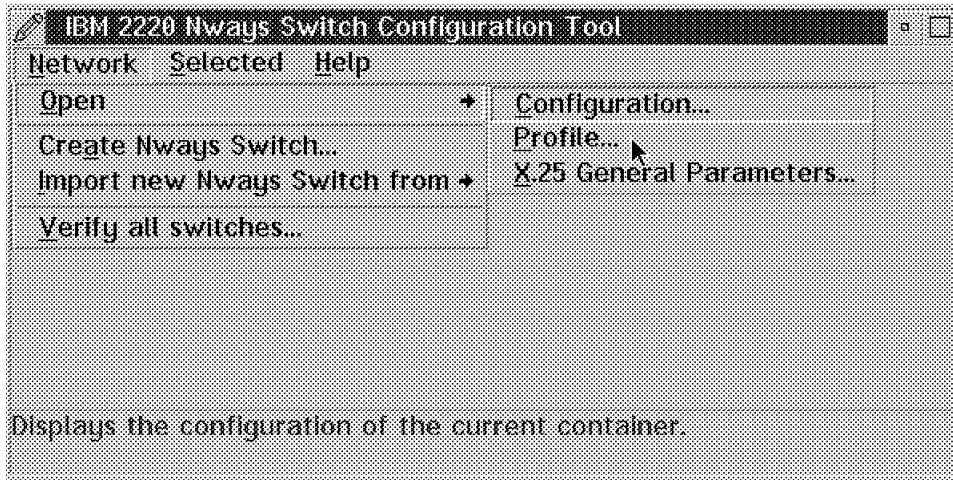 IBM 2220 Nways Switch Configuration Tool
Network Selected Help
Open
Create Nways Switch...
Import new Nways Switch from
Verify all switches...
Configuration...
Profile...
X.25 General Parameters...
Displays the configuration of the current container.